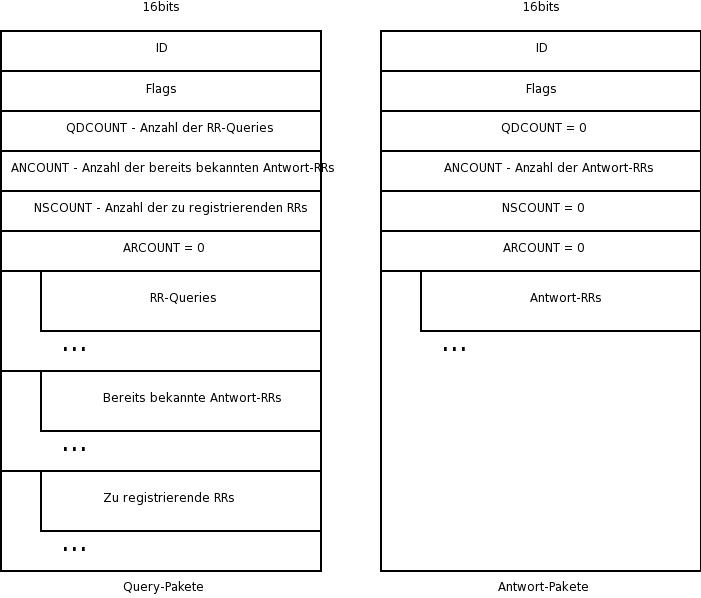 16bits
ID
Flags
QDCOUNT - Anzahl der RR-Queries
ANCOUNT - Anzahl der bereits bekannten Antwort-RRs
NSCOUNT - Anzahl der zu registrierenden RRs
ARCOUNT = 0
RR-Queries
...
Bereits bekannte Antwort-RRs
...
Zu registrierende RRs
...
Query-Pakete
16bits
ID
Flags
QDCOUNT = 0
ANCOUNT - Anzahl der Antwort-RRs
NSCOUNT = 0
ARCOUNT = 0
Antwort-RRs
...
Antwort-Pakete